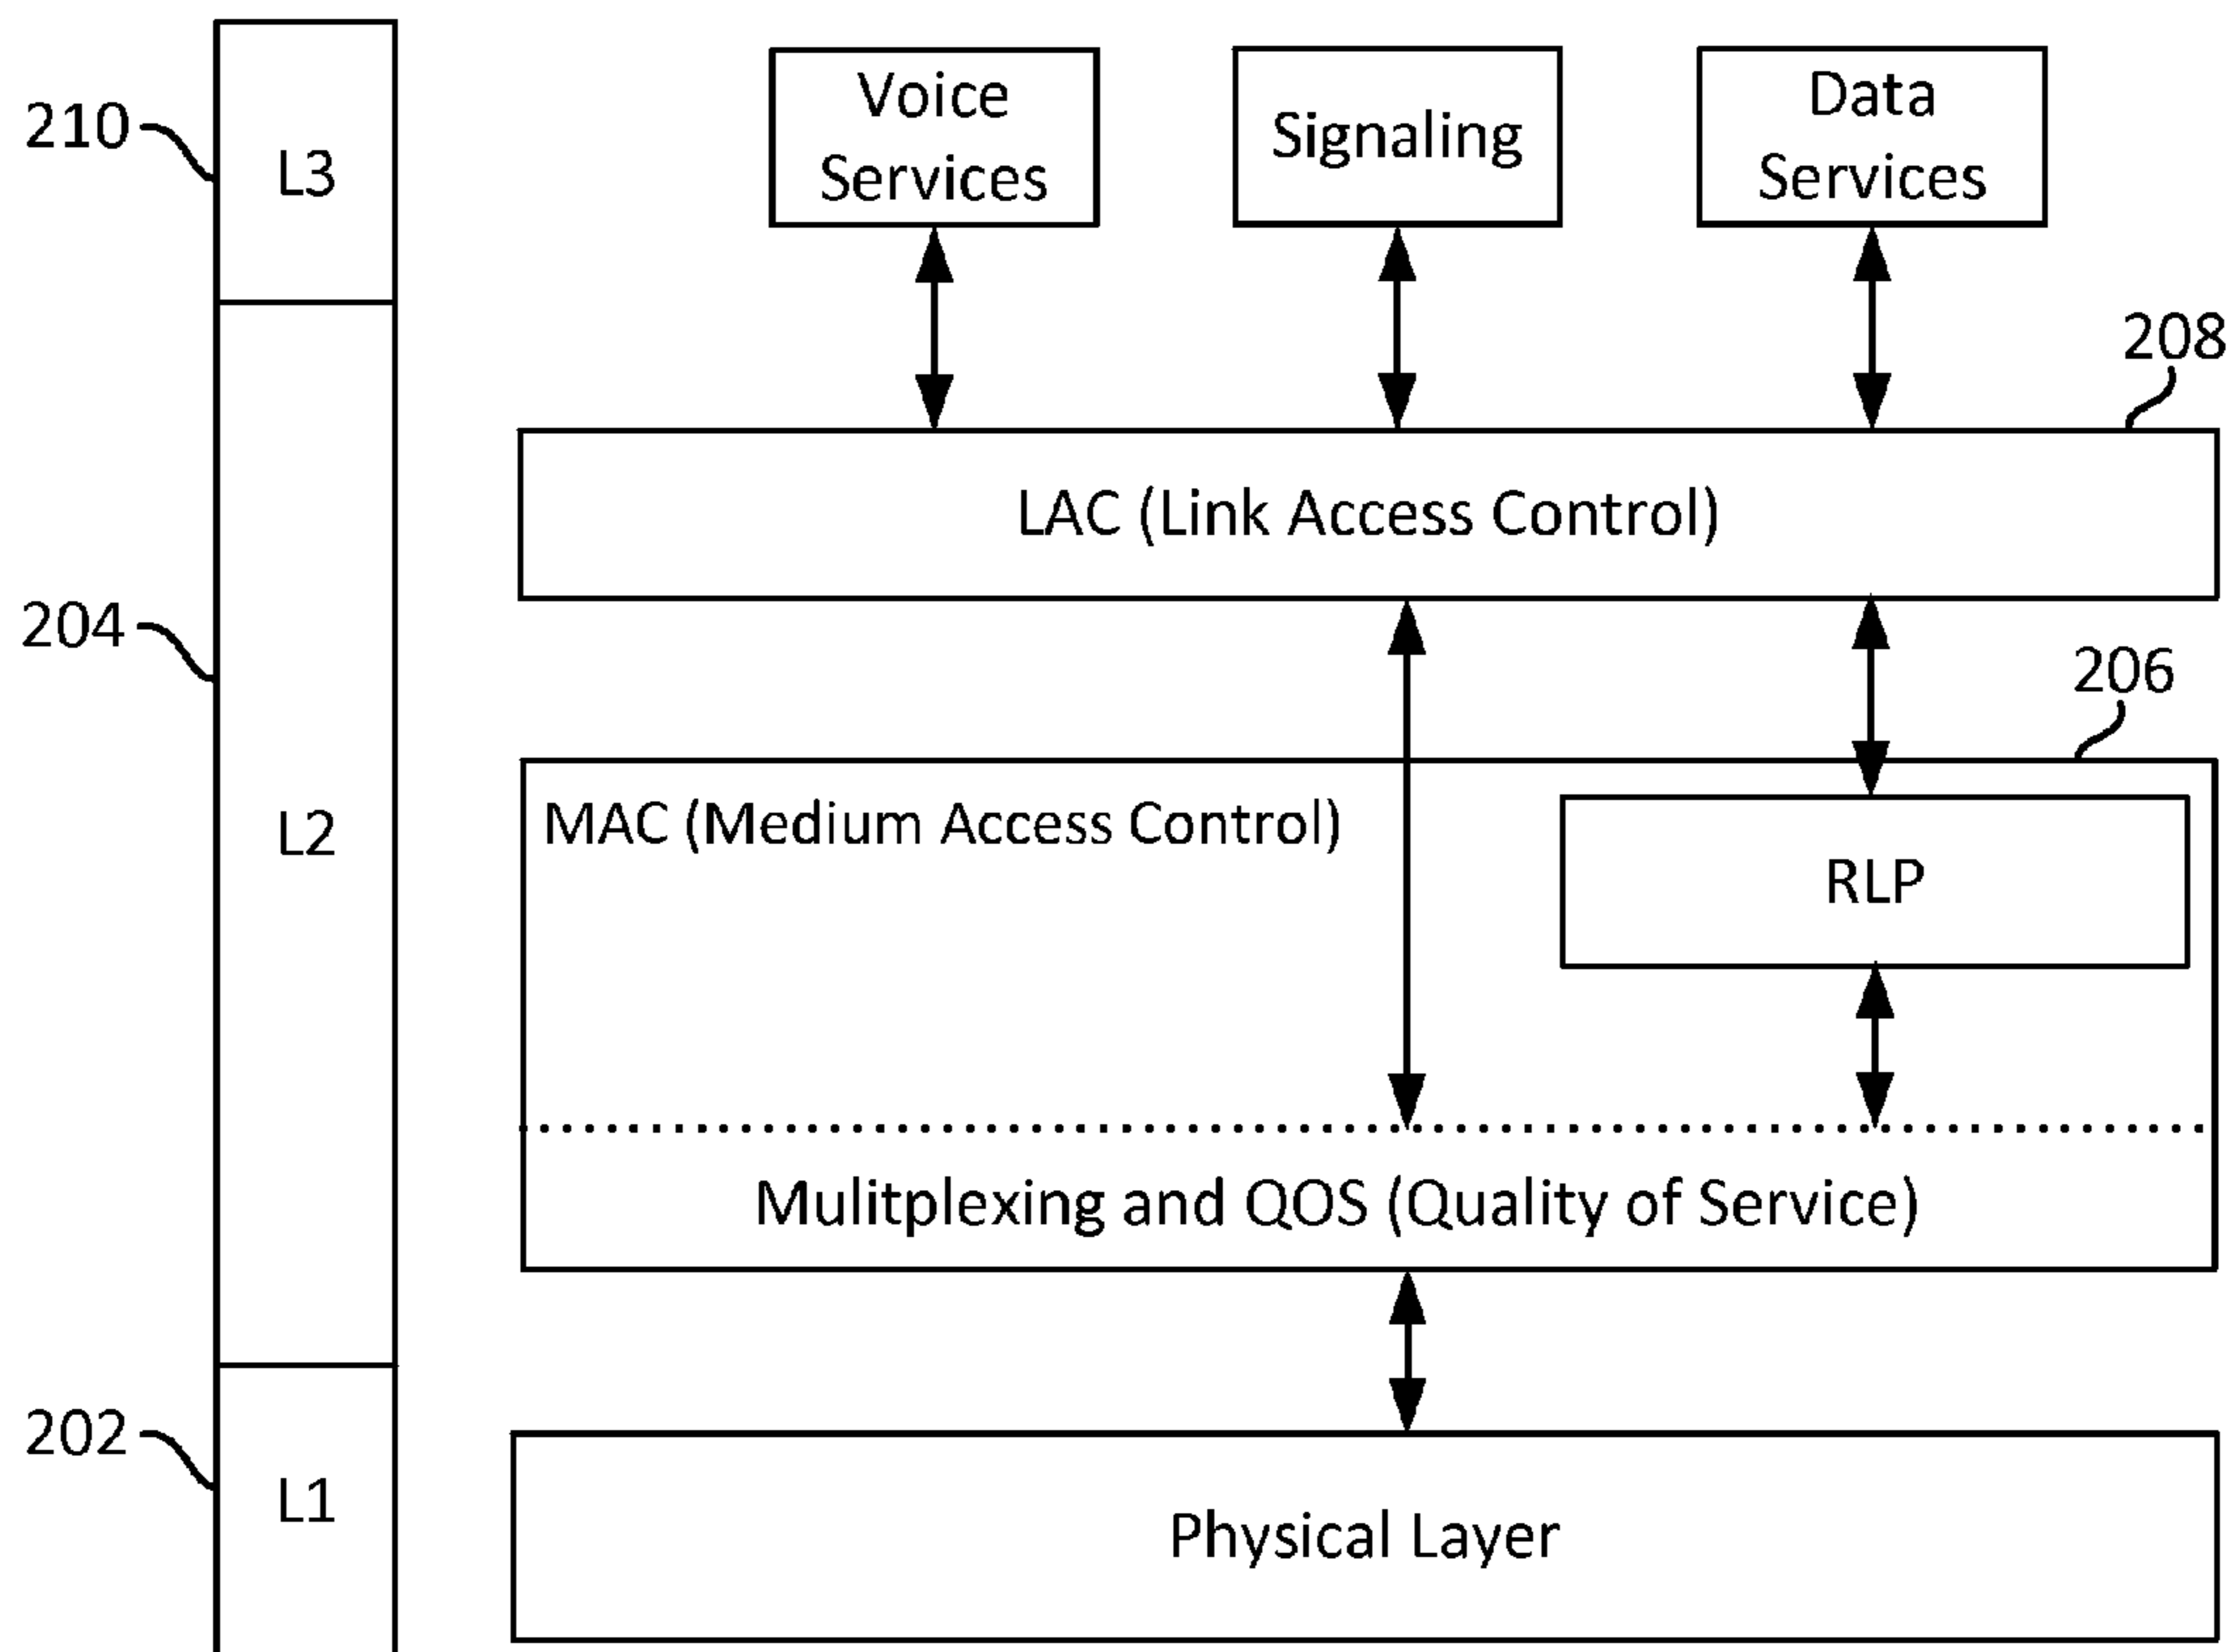 210
L3
Voice
Services
Signaling
Data
Services
208
LAC (Link Access Control)
204
L2
206
MAC (Medium Access Control)
RLP
Mulitplexing and QOS (Quality of Service)
202
L1
Physical Layer